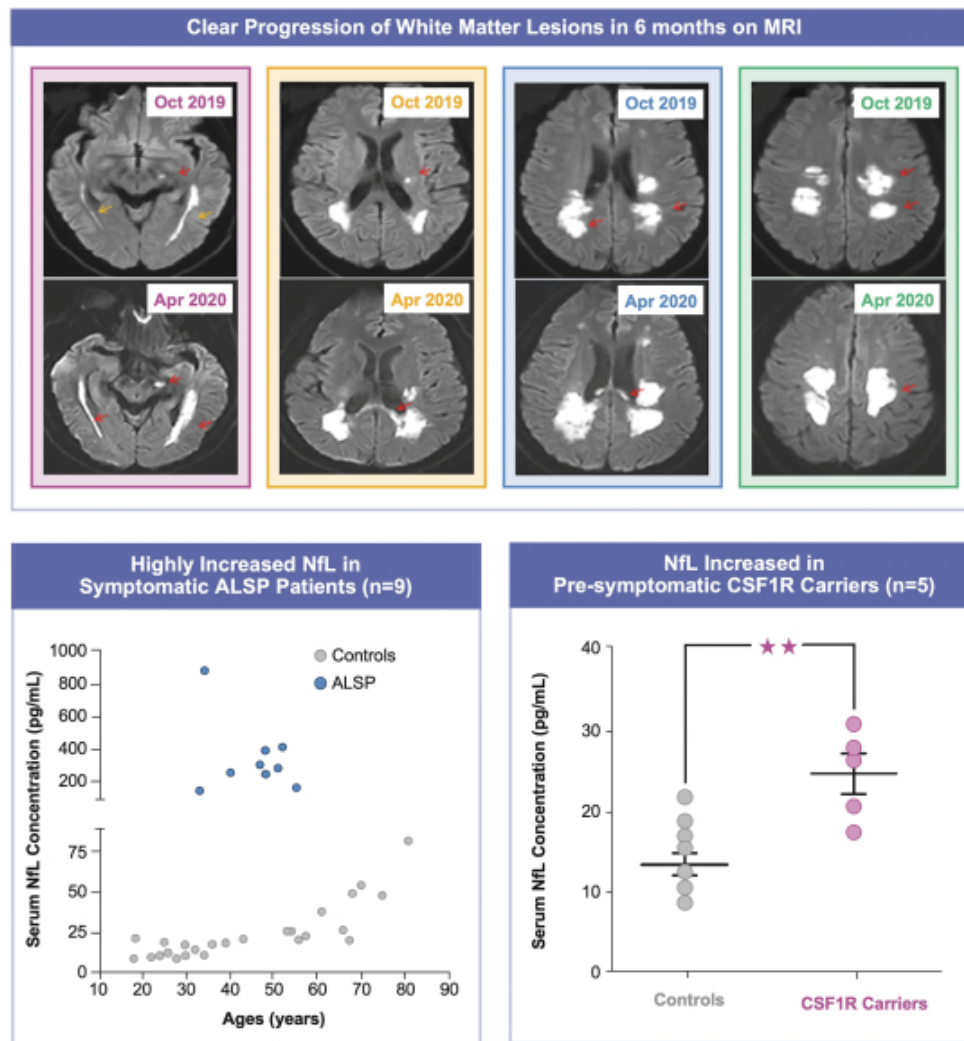 Clear Progression of White Matter Lesions in 6 months on MRI
Oct 2019
Oct 2019
Oct 2019
Oct 2019
Apr 2020
Apr 2020
Apr 2020
Apr 2020
Highly Increased NfL in
Symptomatic ALSP Patients (n=9)
Serum NfL Concentration (pg/mL)
1000
800
600
400
200
75
50
25
0
Controls
ALSP
10 20 30 40 50 60 70 80 90
Ages (years)
NfL Increased in
Pre-symptomatic CSF1R Carriers (n=5)
Serum NfL Concentration (pg/mL)
40
30
20
10
0
★★
Controls
CSF1R Carriers